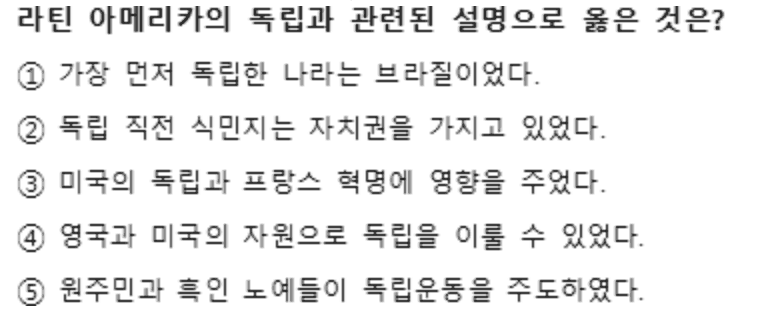 라틴 아메리카의 독립과 관련된 설명으로 옳은 것은?
① 가장 먼저 독립한 나라는 브라질이었다.
② 독립 직전 식민지는 자치권을 가지고 있었다.
③ 미국의 독립과 프랑스 혁명에 영향을 주었다.
④ 영국과 미국의 자원으로 독립을 이룰 수 있었다.
⑤ 원주민과 흑인 노예들이 독립운동을 주도하였다.